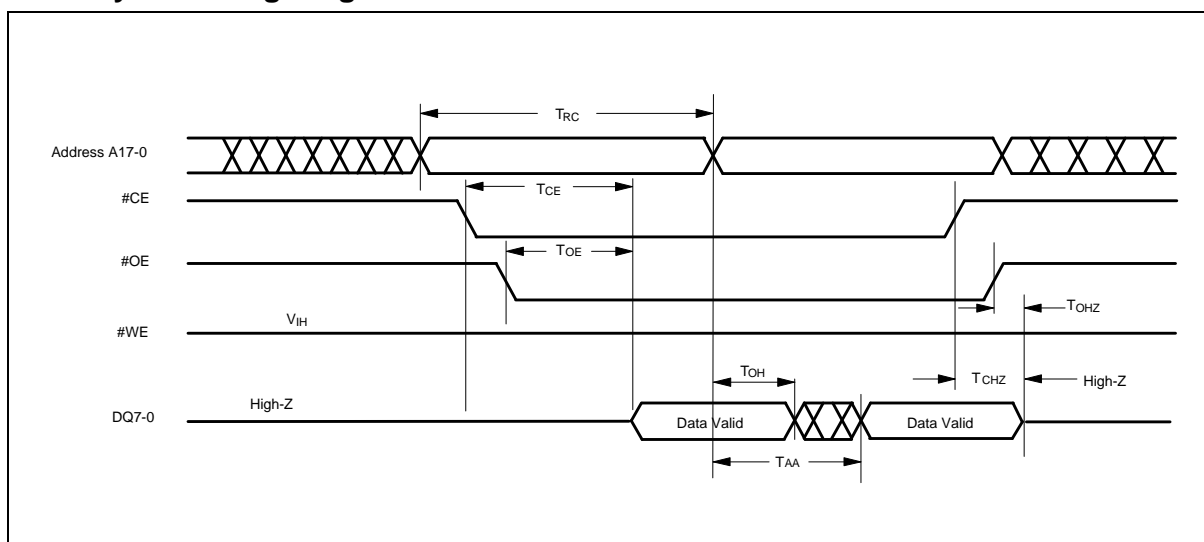 TRC
Address A17-0
TCE
#CE
TOE
#OE
TOHZ
VIH
#WE
TOH
TCHZ
High-Z
High-Z
DQ7-0
Data Valid
Data Valid
TAA